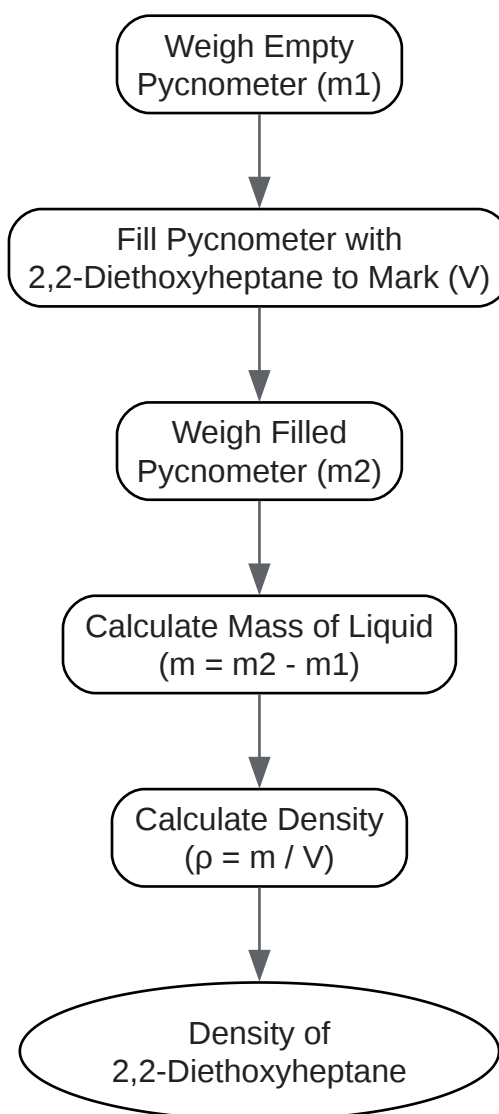 Weigh Empty
Pycnometer (m1)
Fill Pycnometer with
2,2-Diethoxyheptane to Mark (V)
Weigh Filled
Pycnometer (m2)
Calculate Mass of Liquid
(m = m2 - m1)
Calculate Density
(ρ = m / V)
Density of
2,2-Diethoxyheptane